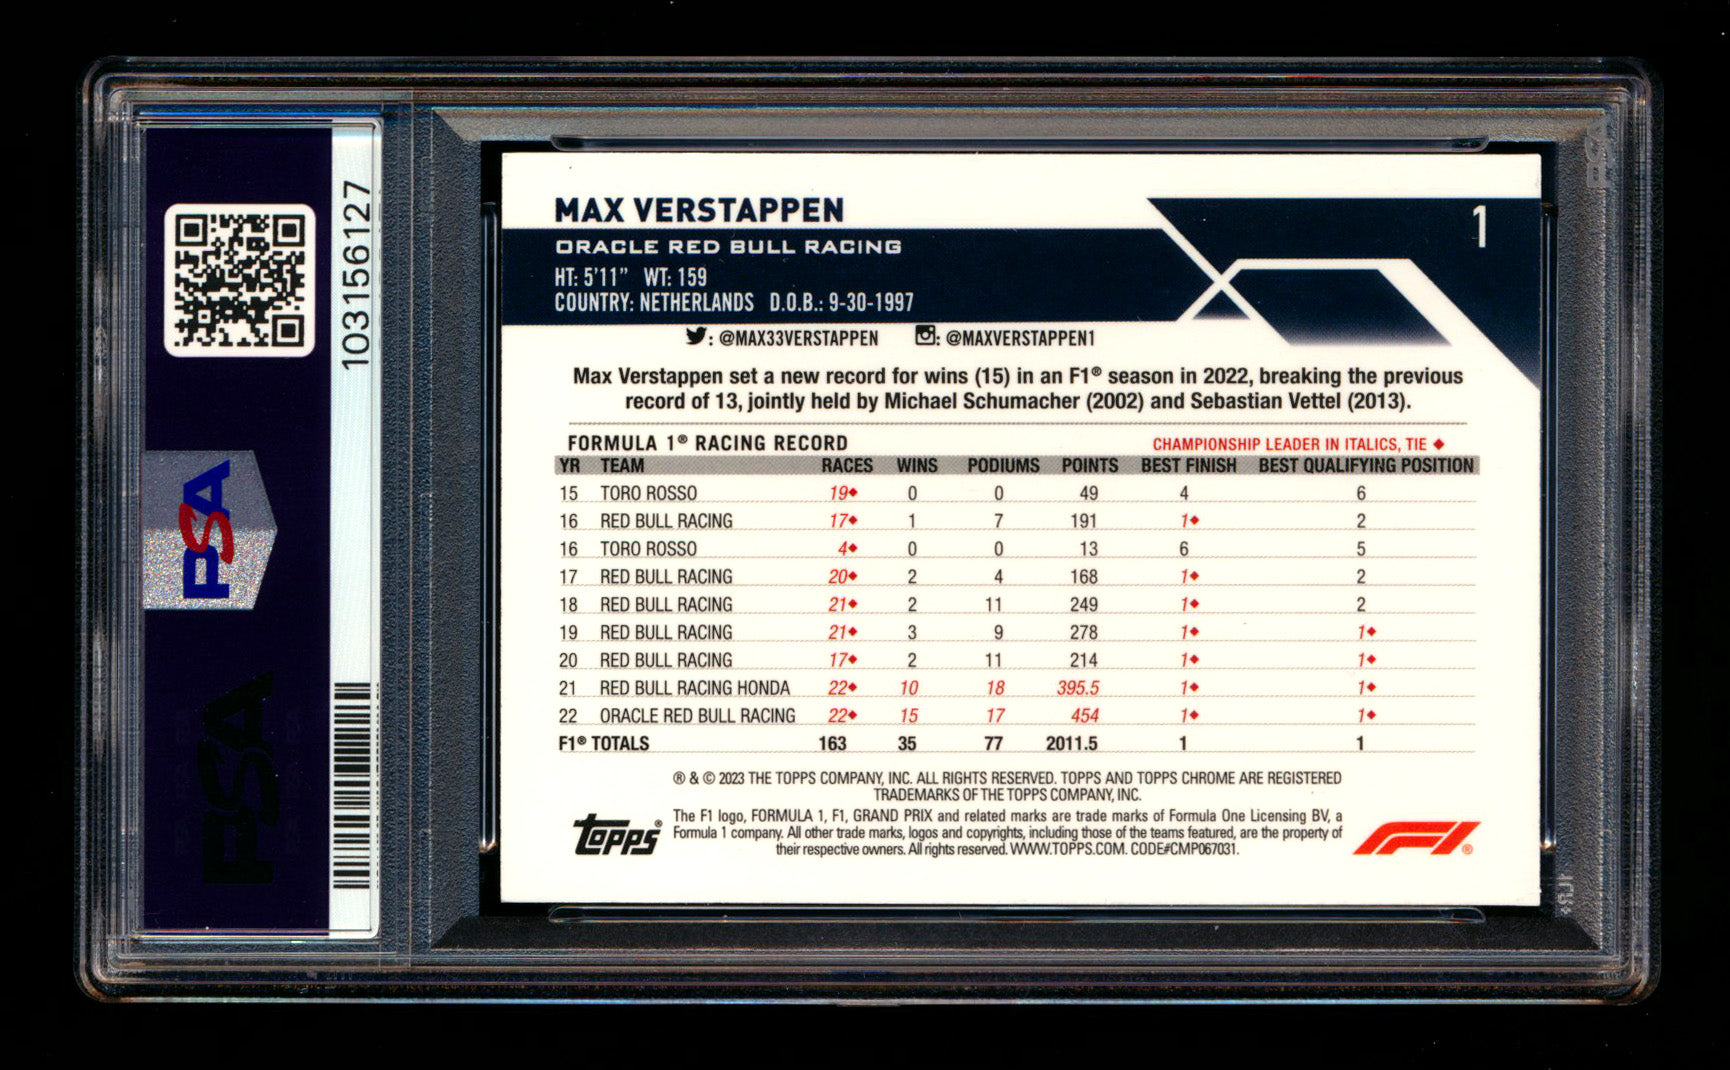 103156127
PSA
PSA
MAX VERSTAPPEN
1
ORACLE RED BULL RACING
HT: 5'11" WT: 159
COUNTRY: NETHERLANDS D.O.B.: 9-30-1997
: @MAX33VERSTAPPEN : @MAXVERSTAPPEN1
Max Verstappen set a new record for wins (15) in an F1® season in 2022, breaking the previous
record of 13, jointly held by Michael Schumacher (2002) and Sebastian Vettel (2013).
FORMULA 1® RACING RECORD CHAMPIONSHIP LEADER IN ITALICS, TIE ◆
YR TEAM RACES WINS PODIUMS POINTS BEST FINISH BEST QUALIFYING POSITION
15 TORO ROSSO 19◆ 0 0 49 4 6
16 RED BULL RACING 17◆ 1 7 191 1◆ 2
16 TORO ROSSO 4◆ 0 0 13 6 5
17 RED BULL RACING 20◆ 2 4 168 1◆ 2
18 RED BULL RACING 21◆ 2 11 249 1◆ 2
19 RED BULL RACING 21◆ 3 9 278 1◆ 1◆
20 RED BULL RACING 17◆ 2 11 214 1◆ 1◆
21 RED BULL RACING HONDA 22◆ 10 18 395.5 1◆ 1◆
22 ORACLE RED BULL RACING 22◆ 15 17 454 1◆ 1◆
F1® TOTALS 163 35 77 2011.5 1 1
® & © 2023 THE TOPPS COMPANY, INC. ALL RIGHTS RESERVED. TOPPS AND TOPPS CHROME ARE REGISTERED
TRADEMARKS OF THE TOPPS COMPANY, INC.
topps®
The F1 logo, FORMULA 1, F1, GRAND PRIX and related marks are trade marks of Formula One Licensing BV, a
Formula 1 company. All other trade marks, logos and copyrights, including those of the teams featured, are the property of
their respective owners. All rights reserved. WWW.TOPPS.COM. CODE#CMP067031.
F1®
PSA